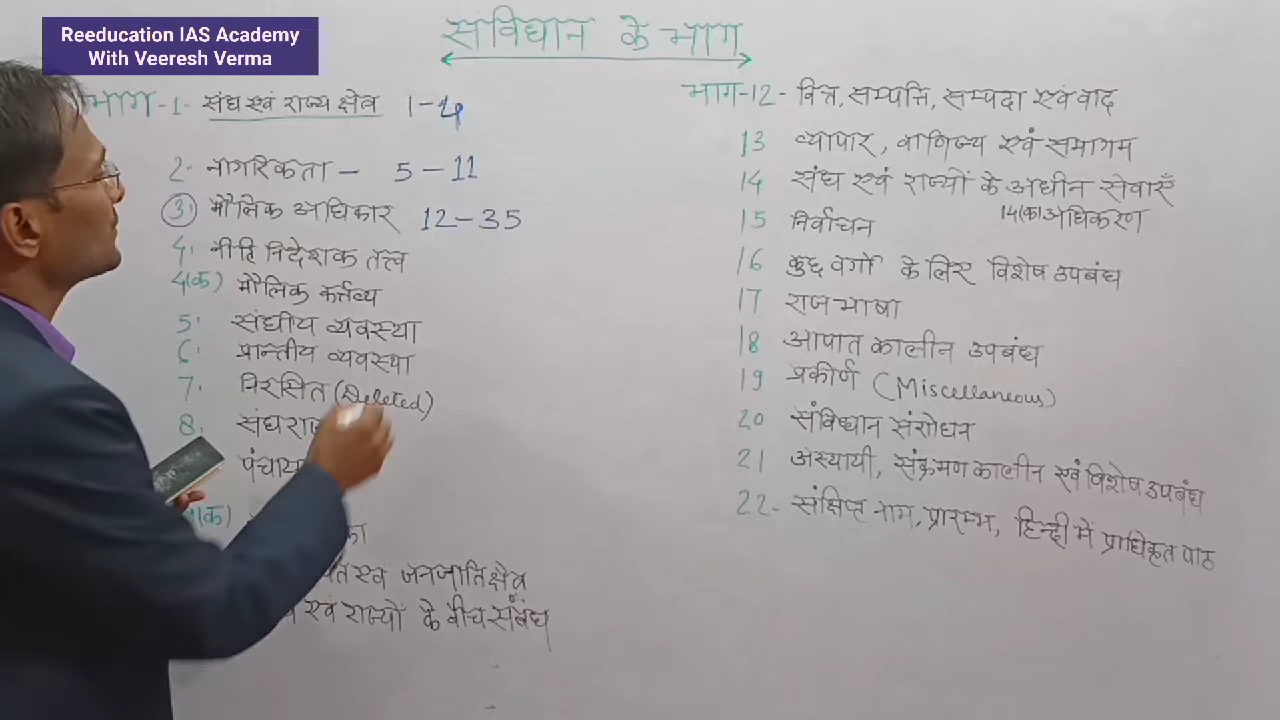 Reeducation IAS Academy
With Veeresh Verma
संविधान के भाग
भाग-1- संघ एवं राज्य क्षेत्र 1-4
2- नागरिकता - 5-11
3. मौलिक अधिकार 12-35
4. नीति निदेशक तत्त्व
4(क) मौलिक कर्त्तव्य
5. संघीय व्यवस्था
6. प्रान्तीय व्यवस्था
7. निरसित (Deleted)
8. संघ
(क)
एवं जनजाति क्षेत्र
एवं राज्यों के बीच संबंध
भाग-12- वित्त, सम्पत्ति, सम्पदा एवं वाद
13 व्यापार, वाणिज्य एवं समागम
14 संघ एवं राज्यों के अधीन सेवाएँ
14(क) अधिकरण
15 निर्वाचन
16 कुछ वर्गो के लिए विशेष उपबंध
17 राजभाषा
18 आपात कालीन उपबंध
19 प्रकीर्ण (Miscellaneous)
20 संविधान संशोधन
21 अस्थायी, संक्रमण कालीन एवं विशेष उपबंध
22- संक्षिप्त नाम, प्रारम्भ, हिन्दी में प्राधिकृत पाठ